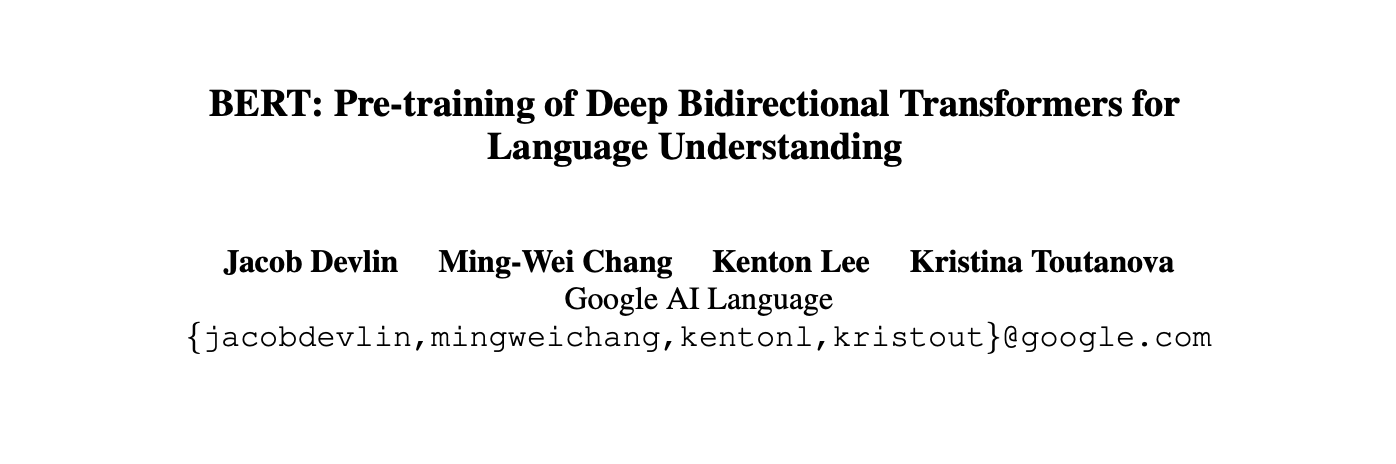 BERT: Pre-training of Deep Bidirectional Transformers for
Language Understanding
Jacob Devlin Ming-Wei Chang Kenton Lee Kristina Toutanova
Google AI Language
{jacobdevlin,mingweichang,kentonl,kristout}@google.com